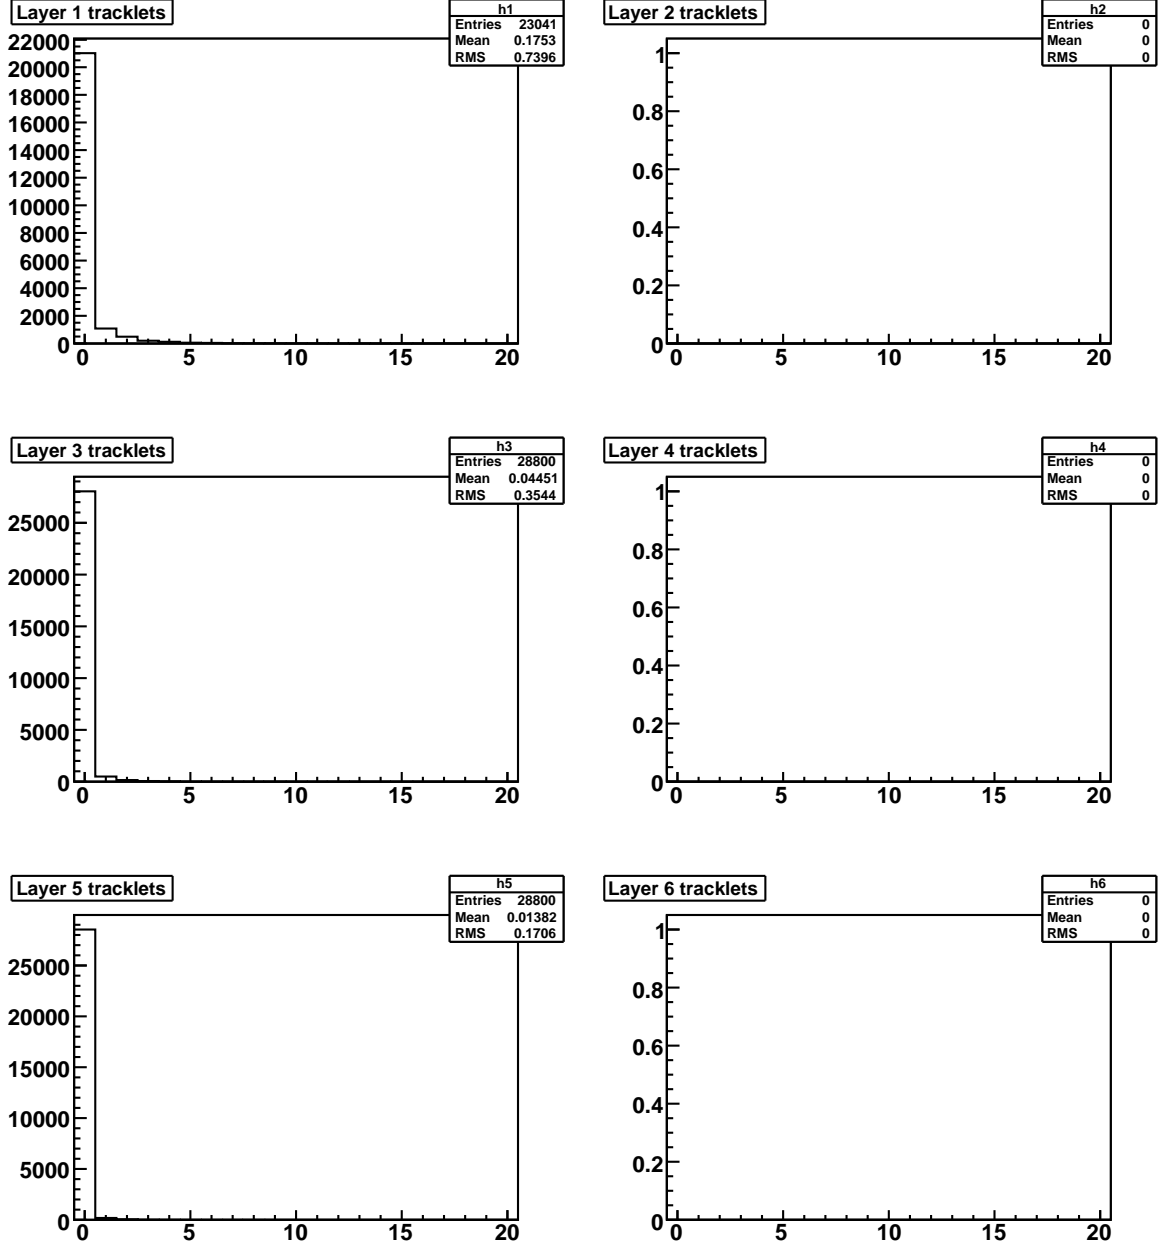 Layer 1 tracklets
h1
Entries 23041
Mean 0.1753
RMS 0.7396
22000
20000
18000
16000
14000
12000
10000
8000
6000
4000
2000
0
0 5 10 15 20
Layer 2 tracklets
h2
Entries 0
Mean 0
RMS 0
1
0.8
0.6
0.4
0.2
0
0 5 10 15 20
Layer 3 tracklets
h3
Entries 28800
Mean 0.04451
RMS 0.3544
25000
20000
15000
10000
5000
0
0 5 10 15 20
Layer 4 tracklets
h4
Entries 0
Mean 0
RMS 0
1
0.8
0.6
0.4
0.2
0
0 5 10 15 20
Layer 5 tracklets
h5
Entries 28800
Mean 0.01382
RMS 0.1706
25000
20000
15000
10000
5000
0
0 5 10 15 20
Layer 6 tracklets
h6
Entries 0
Mean 0
RMS 0
1
0.8
0.6
0.4
0.2
0
0 5 10 15 20